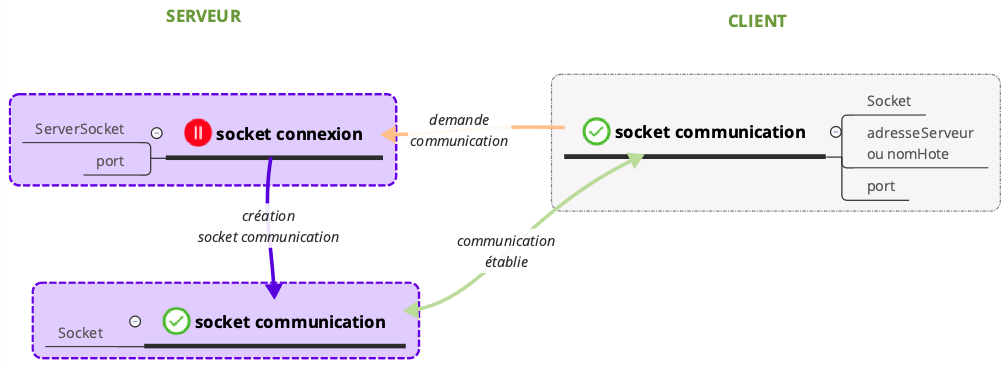 SERVEUR
CLIENT
ServerSocket
port
socket connexion
demande
communication
socket communication
Socket
adresseServeur
ou nomHote
port
création
socket communication
communication
établie
Socket
socket communication